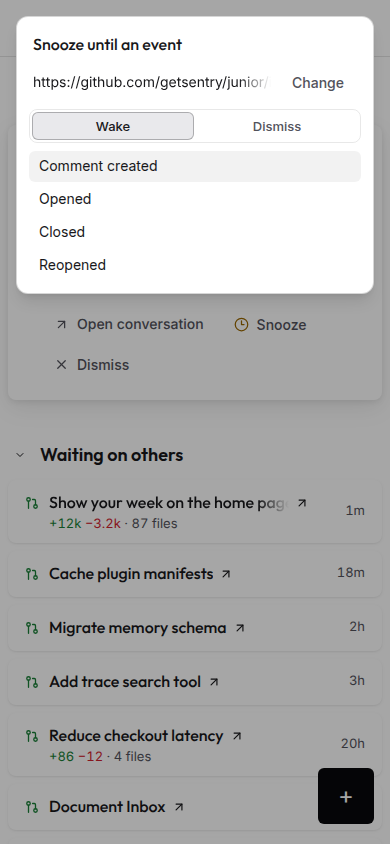 Snooze until an event
https://github.com/getsentry/junior/
Change
Wake
Dismiss
Comment created
Opened
Closed
Reopened
Open conversation
Snooze
Dismiss
Waiting on others
Show your week on the home page
1m
+12k −3.2k · 87 files
Cache plugin manifests
18m
Migrate memory schema
2h
Add trace search tool
3h
Reduce checkout latency
20h
+86 −12 · 4 files
Document Inbox
+